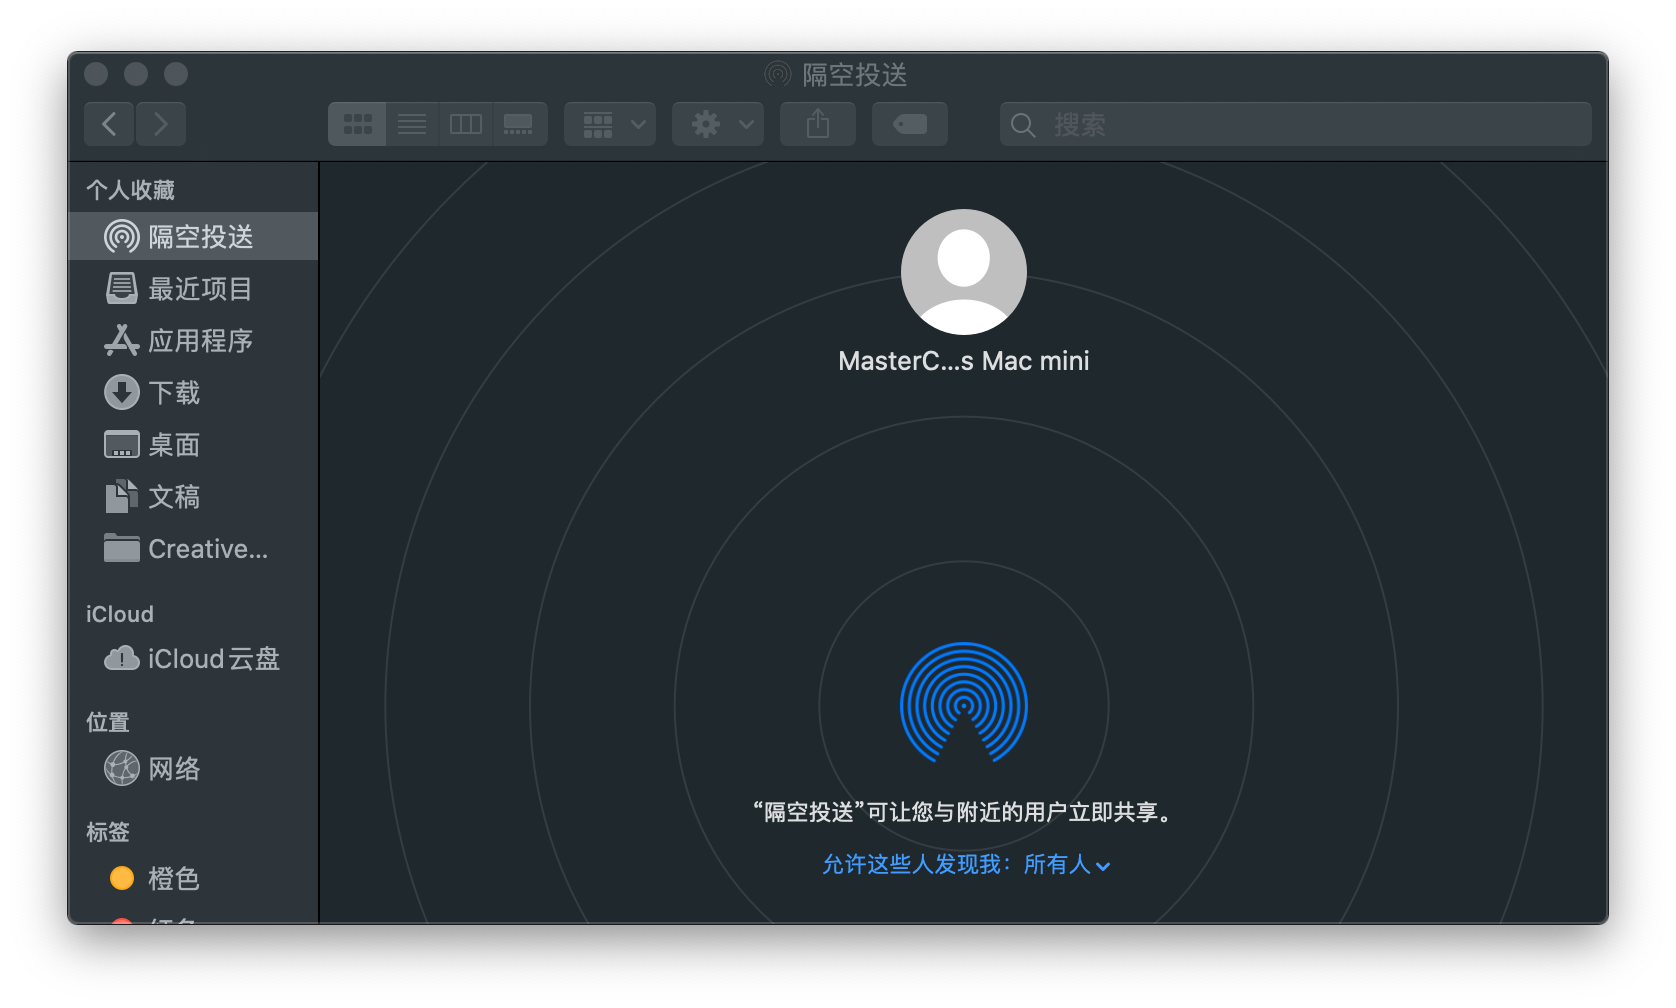 隔空投送
搜索
个人收藏
隔空投送
最近项目
应用程序
下载
桌面
文稿
Creative...
iCloud
iCloud云盘
位置
网络
标签
橙色
红色
MasterC...s Mac mini
“隔空投送”可让您与附近的用户立即共享。
允许这些人发现我：所有人